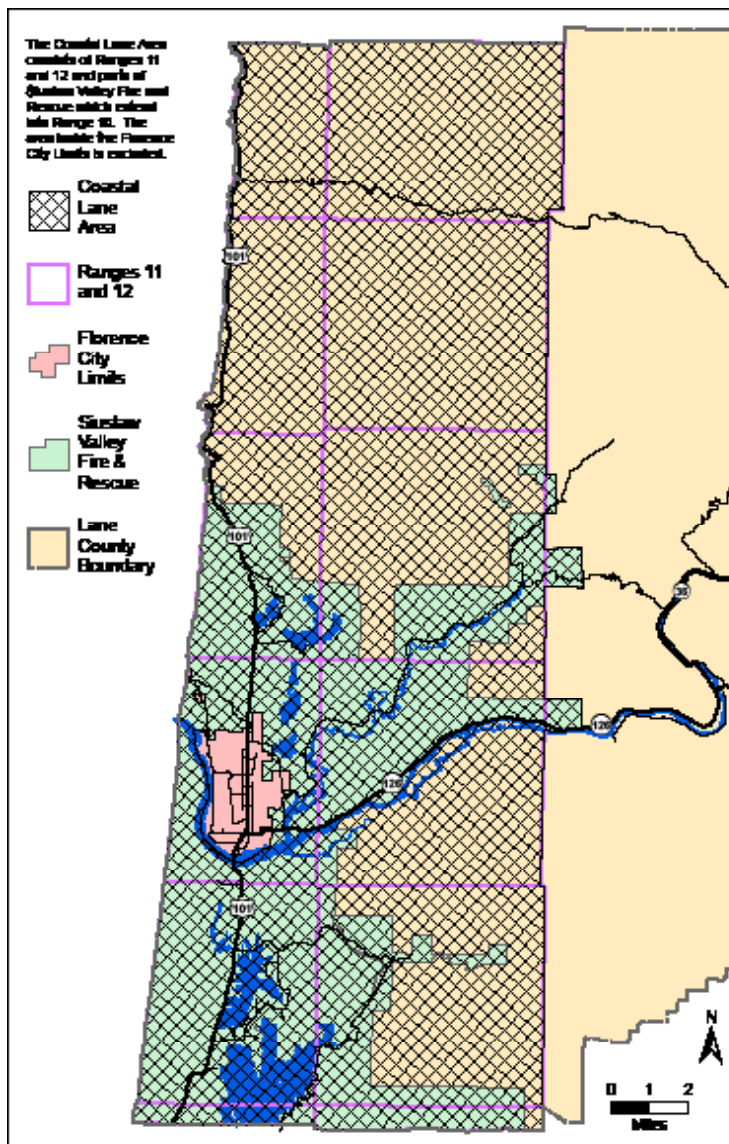 The Coastal Lane Area
consists of Ranges 11
and 12 and parts of
Siuslaw Valley Fire and
Rescue which extend
into Range 10. The
area inside the Florence
City Limits is excluded.
Coastal
Lane
Area
Ranges 11
and 12
Florence
City
Limits
Siuslaw
Valley
Fire &
Rescue
Lane
County
Boundary
101
101
36
126
126
101
N
0 1 2
Miles